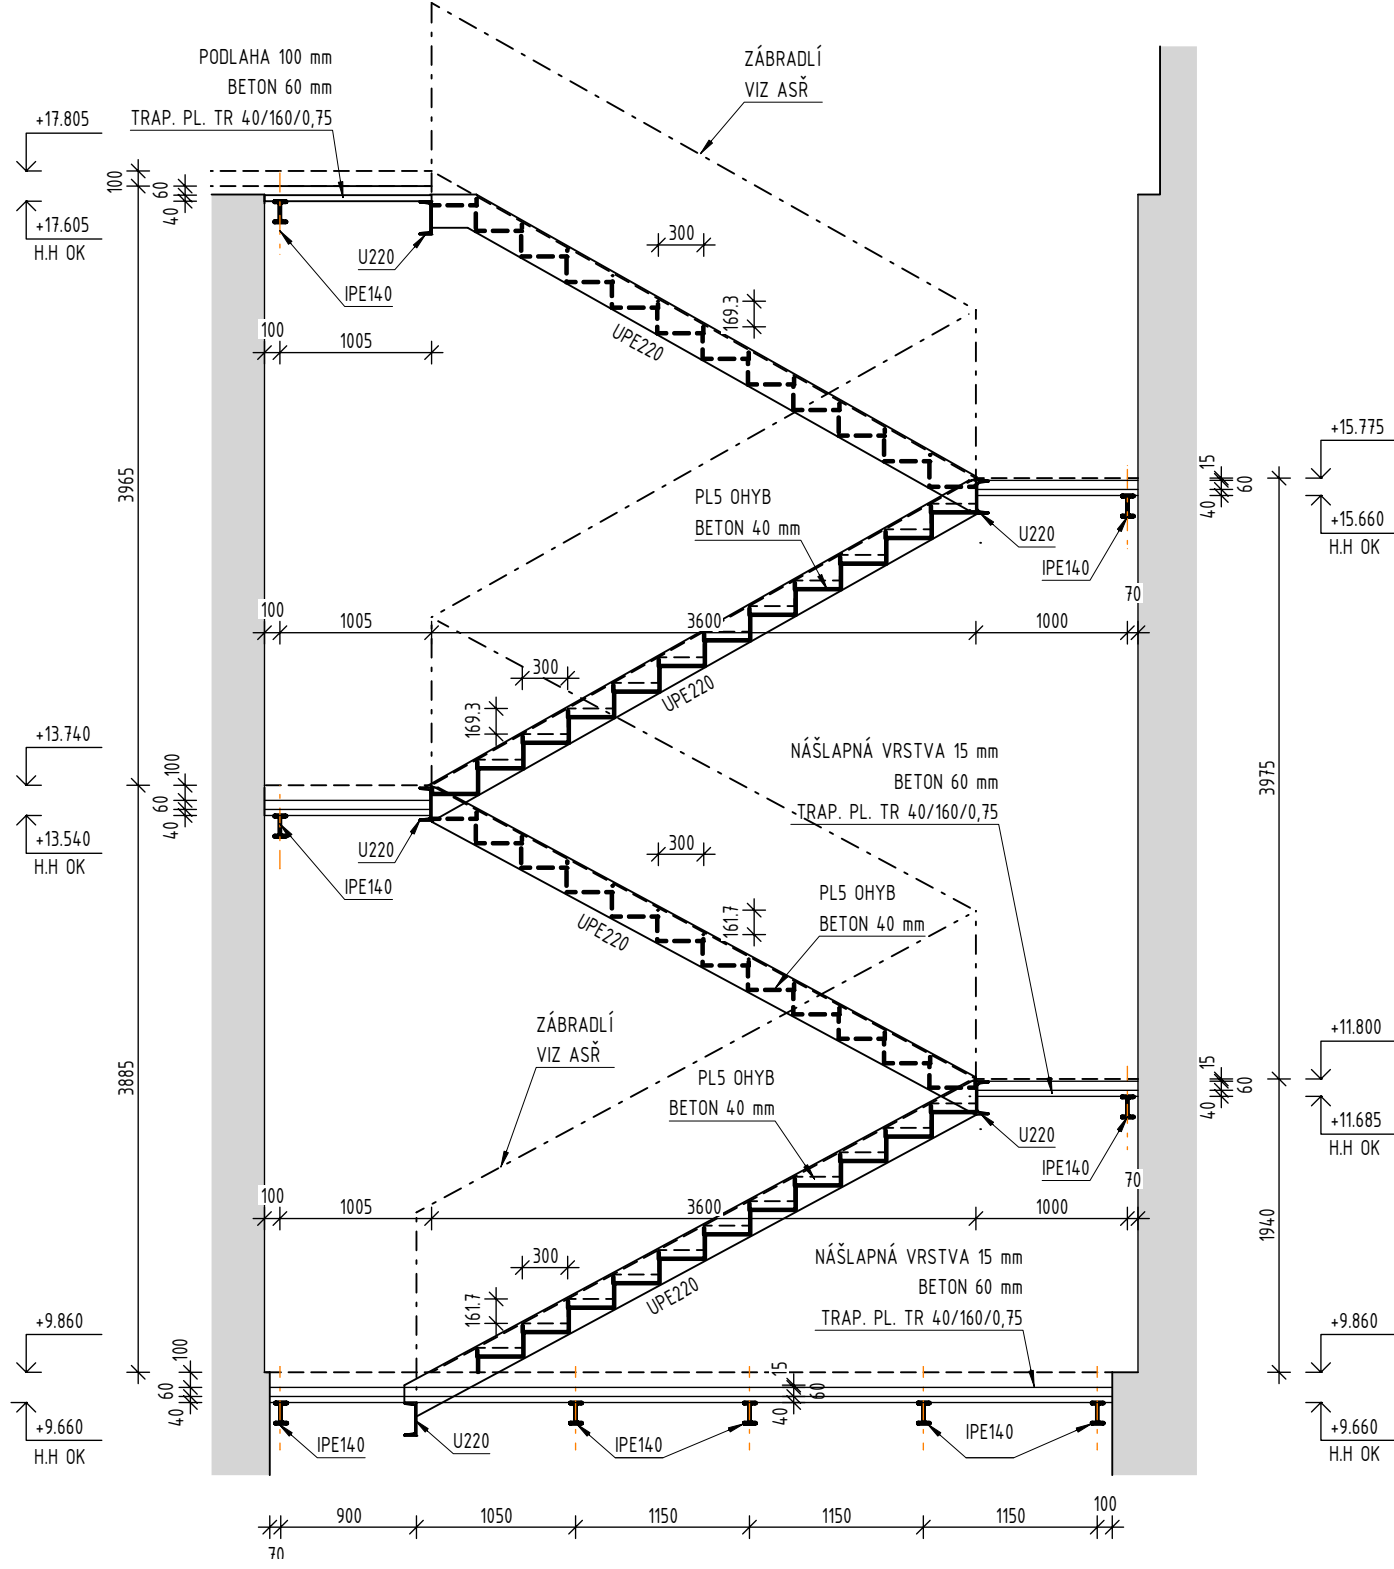 PODLAHA 100 mm
BETON 60 mm
TRAP. PL. TR 40/160/0,75
ZÁBRADLÍ
VIZ ASŘ
+17.805
+17.605
H.H OK
100
60
40
U220
IPE140
300
169.3
UPE220
100
1005
+15.775
+15.660
H.H OK
15
60
40
U220
IPE140
PL5 OHYB
BETON 40 mm
3965
100
1005
3600
1000
70
300
169.3
UPE220
+13.740
+13.540
H.H OK
100
60
40
U220
IPE140
NÁŠLAPNÁ VRSTVA 15 mm
BETON 60 mm
TRAP. PL. TR 40/160/0,75
3975
300
161.7
UPE220
PL5 OHYB
BETON 40 mm
ZÁBRADLÍ
VIZ ASŘ
PL5 OHYB
BETON 40 mm
+11.800
+11.685
H.H OK
15
60
40
U220
IPE140
3885
100
1005
3600
1000
70
1940
300
161.7
UPE220
NÁŠLAPNÁ VRSTVA 15 mm
BETON 60 mm
TRAP. PL. TR 40/160/0,75
+9.860
+9.660
H.H OK
100
60
40
15
60
40
+9.860
+9.660
H.H OK
IPE140
U220
IPE140
IPE140
70
900
1050
1150
1150
1150
100